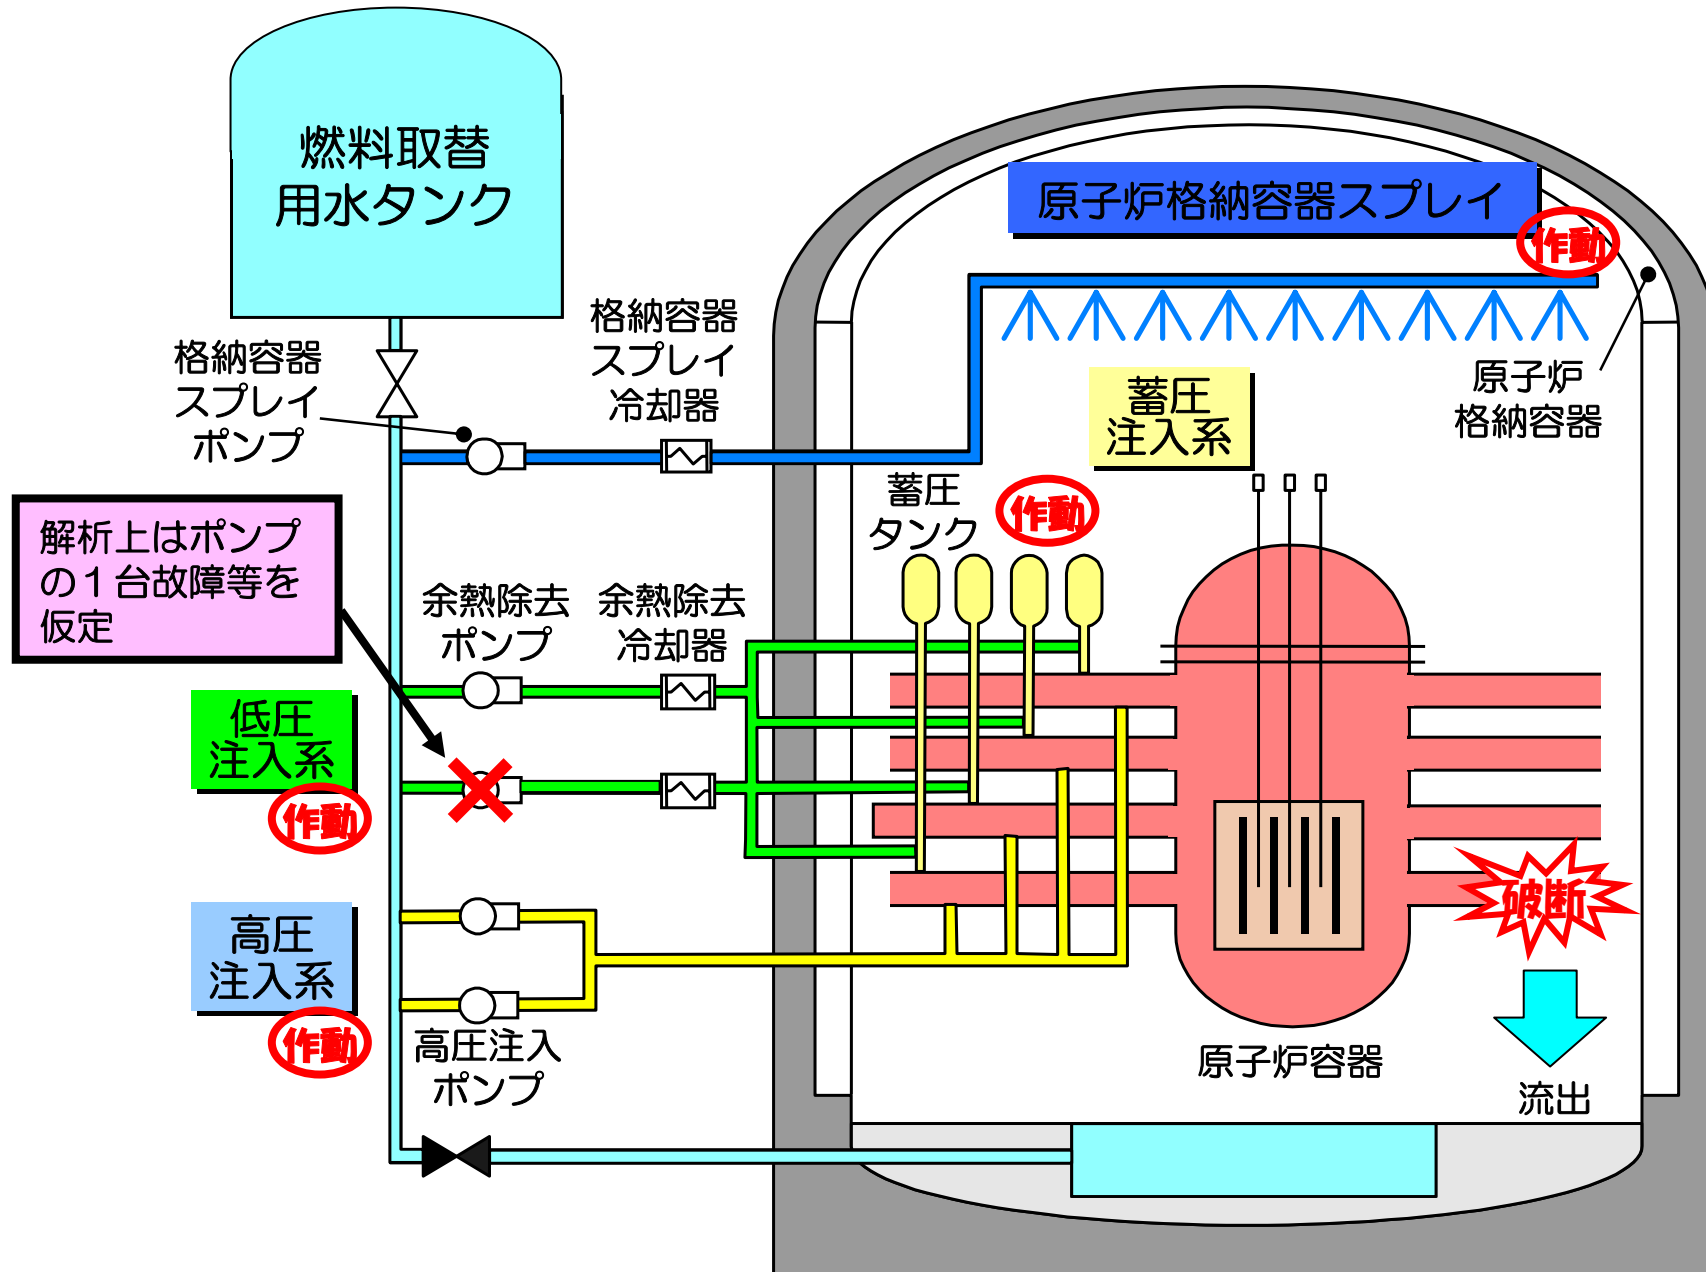 燃料取替
用水タンク
原子炉格納容器スプレイ
作動
格納容器
スプレイ
ポンプ
格納容器
スプレイ
冷却器
原子炉
格納容器
蓄圧
注入系
蓄圧
タンク
作動
解析上はポンプ
の１台故障等を
仮定
余熱除去
ポンプ
余熱除去
冷却器
低圧
注入系
作動
破断
高圧
注入系
作動
高圧注入
ポンプ
原子炉容器
流出